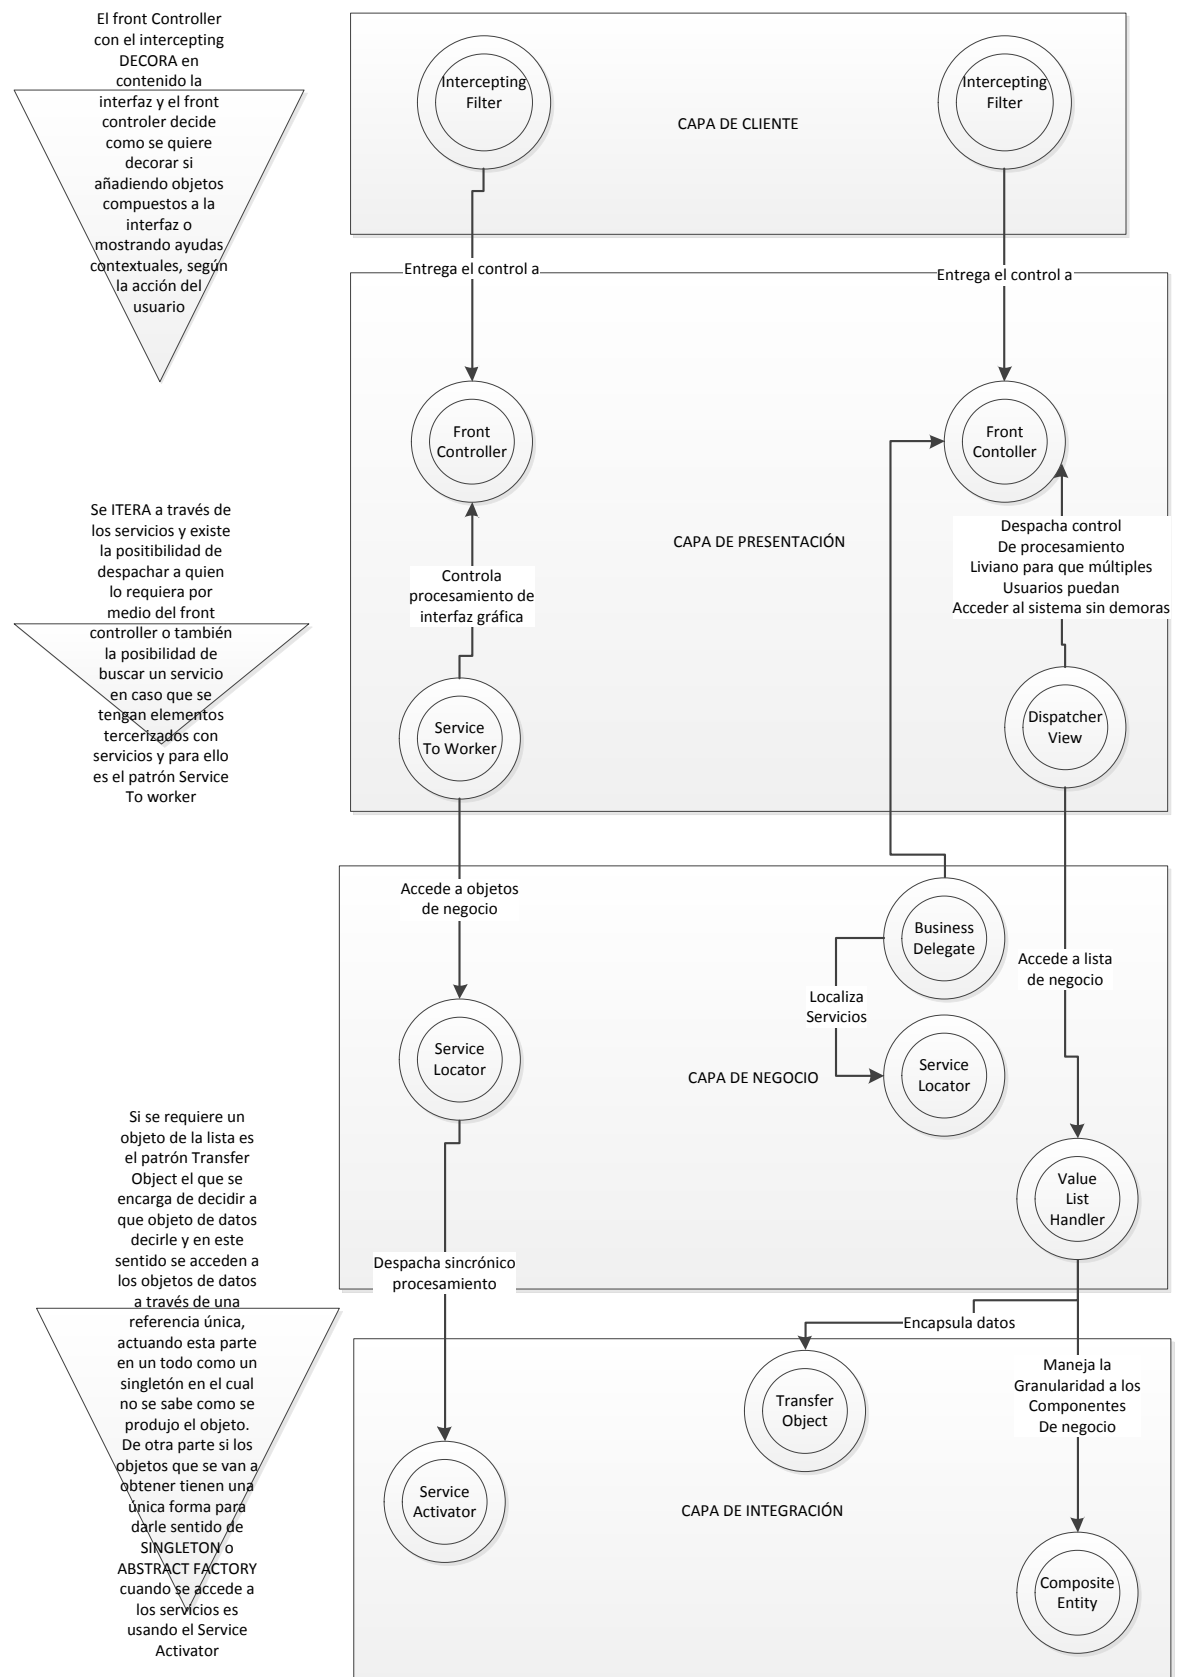 El front Controller
con el intercepting
DECORA en
contenido la
interfaz y el front
controler decide
como se quiere
decorar si
añadiendo objetos
compuestos a la
interfaz o
mostrando ayudas
contextuales, según
la acción del
usuario
Intercepting
Filter
CAPA DE CLIENTE
Intercepting
Filter
Entrega el control a
Entrega el control a
Front
Controller
Front
Contoller
Se ITERA a través de
los servicios y existe
la positibilidad de
despachar a quien
lo requiera por
medio del front
controller o también
la posibilidad de
buscar un servicio
en caso que se
tengan elementos
tercerizados con
servicios y para ello
es el patrón Service
To worker
CAPA DE PRESENTACIÓN
Controla
procesamiento de
interfaz gráfica
Despacha control
De procesamiento
Liviano para que múltiples
Usuarios puedan
Acceder al sistema sin demoras
Service
To Worker
Dispatcher
View
Accede a objetos
de negocio
Business
Delegate
Accede a lista
de negocio
Localiza
Servicios
Service
Locator
CAPA DE NEGOCIO
Service
Locator
Value
List
Handler
Si se requiere un
objeto de la lista es
el patrón Transfer
Object el que se
encarga de decidir a
que objeto de datos
decirle y en este
sentido se acceden a
los objetos de datos
a través de una
referencia única,
actuando esta parte
en un todo como un
singletón en el cual
no se sabe como se
produjo el objeto.
De otra parte si los
objetos que se van a
obtener tienen una
única forma para
darle sentido de
SINGLETON o
ABSTRACT FACTORY
cuando se accede a
los servicios es
usando el Service
Activator
Despacha sincrónico
procesamiento
Encapsula datos
Maneja la
Granularidad a los
Componentes
De negocio
Transfer
Object
Service
Activator
CAPA DE INTEGRACIÓN
Composite
Entity